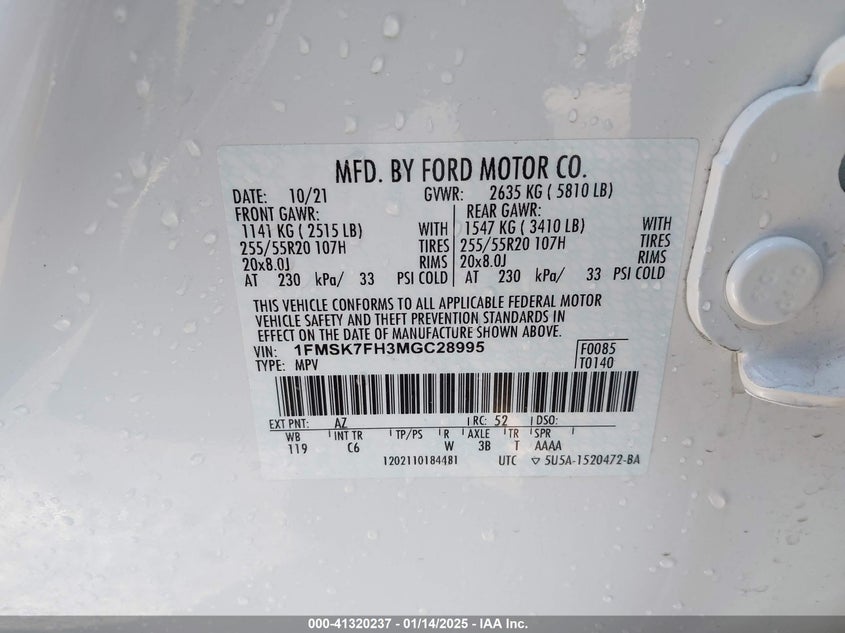 MFD. BY FORD MOTOR CO.
DATE: 10/21 GVWR: 2635 KG ( 5810 LB)
FRONT GAWR: REAR GAWR:
1141 KG ( 2515 LB) WITH 1547 KG ( 3410 LB) WITH
255/55R20 107H TIRES 255/55R20 107H TIRES
20x8.0J RIMS 20x8.0J RIMS
AT 230 kPa/ 33 PSI COLD AT 230 kPa/ 33 PSI COLD
THIS VEHICLE CONFORMS TO ALL APPLICABLE FEDERAL MOTOR
VEHICLE SAFETY AND THEFT PREVENTION STANDARDS IN
EFFECT ON THE DATE OF MANUFACTURE SHOWN ABOVE.
VIN: 1FMSK7FH3MGC28995 F0085
TYPE: MPV T0140
EXT PNT: AZ RC: 52 DSO:
WB INT TR TP/PS R AXLE TR SPR
119 C6 W 3B T AAAA
1202110184481 UTC ▽ 5U5A-1520472-BA
000-41320237 - 01/14/2025 - IAA Inc.